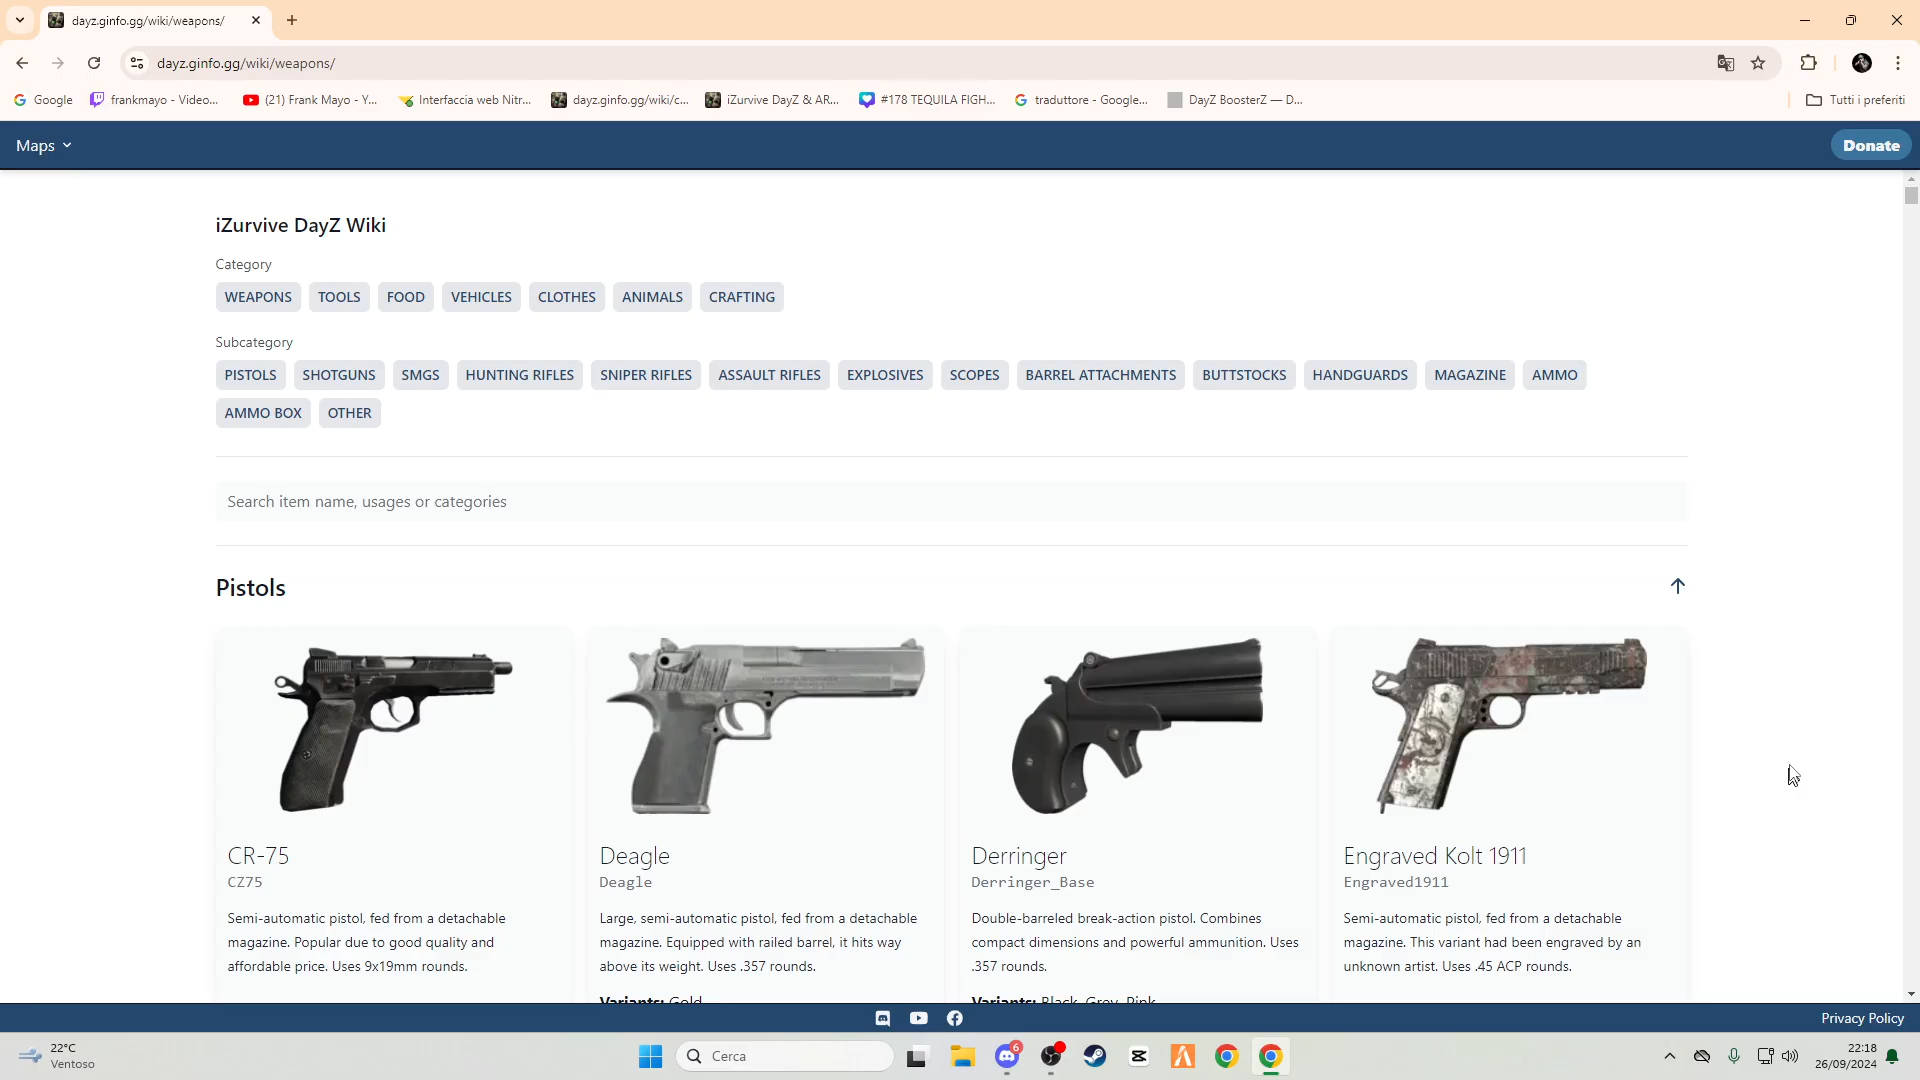 dayz.ginfo.gg/wiki/weapons/
dayz.ginfo.gg/wiki/weapons/
Google
frankmayo - Video...
(21) Frank Mayo - Y...
Interfaccia web Nitr...
dayz.ginfo.gg/wiki/c...
iZurvive DayZ & AR...
#178 TEQUILA FIGH...
traduttore - Google...
DayZ BoosterZ — D...
Tutti i preferiti
Maps
Donate
iZurvive DayZ Wiki
Category
WEAPONS TOOLS FOOD VEHICLES CLOTHES ANIMALS CRAFTING
Subcategory
PISTOLS SHOTGUNS SMGS HUNTING RIFLES SNIPER RIFLES ASSAULT RIFLES EXPLOSIVES SCOPES BARREL ATTACHMENTS BUTTSTOCKS HANDGUARDS MAGAZINE AMMO
AMMO BOX OTHER
Search item name, usages or categories
Pistols
CR-75
CZ75
Semi-automatic pistol, fed from a detachable
magazine. Popular due to good quality and
affordable price. Uses 9x19mm rounds.
Deagle
Deagle
Large, semi-automatic pistol, fed from a detachable
magazine. Equipped with railed barrel, it hits way
above its weight. Uses .357 rounds.
Variants: Gold
Derringer
Derringer_Base
Double-barreled break-action pistol. Combines
compact dimensions and powerful ammunition. Uses
.357 rounds.
Variants: Black, Grey, Pink
Engraved Kolt 1911
Engraved1911
Semi-automatic pistol, fed from a detachable
magazine. This variant had been engraved by an
unknown artist. Uses .45 ACP rounds.
Privacy Policy
22°C
Ventoso
Cerca
6
22:18
26/09/2024